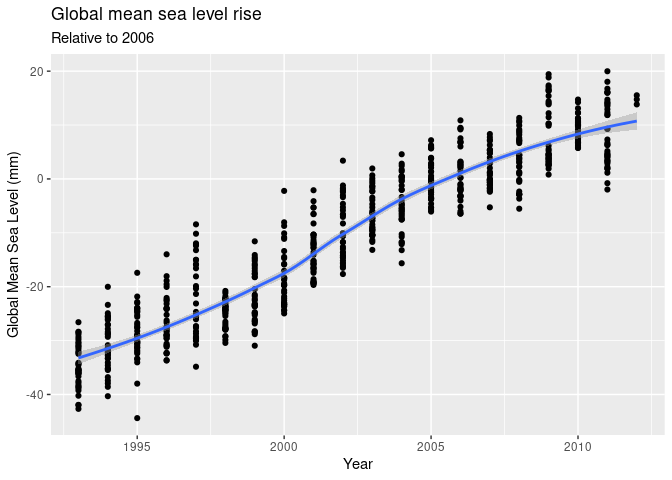 Global mean sea level rise
Relative to 2006
20
0
-20
-40
Global Mean Sea Level (mm)
1995
2000
2005
2010
Year